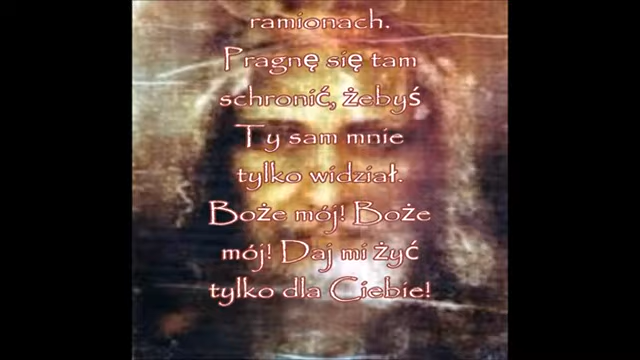 ramionach.
Pragnę się tam
schronić, żebyś
Ty sam mnie
tylko widział.
Boże mój! Boże
mój! Daj mi żyć
tylko dla Ciebie!